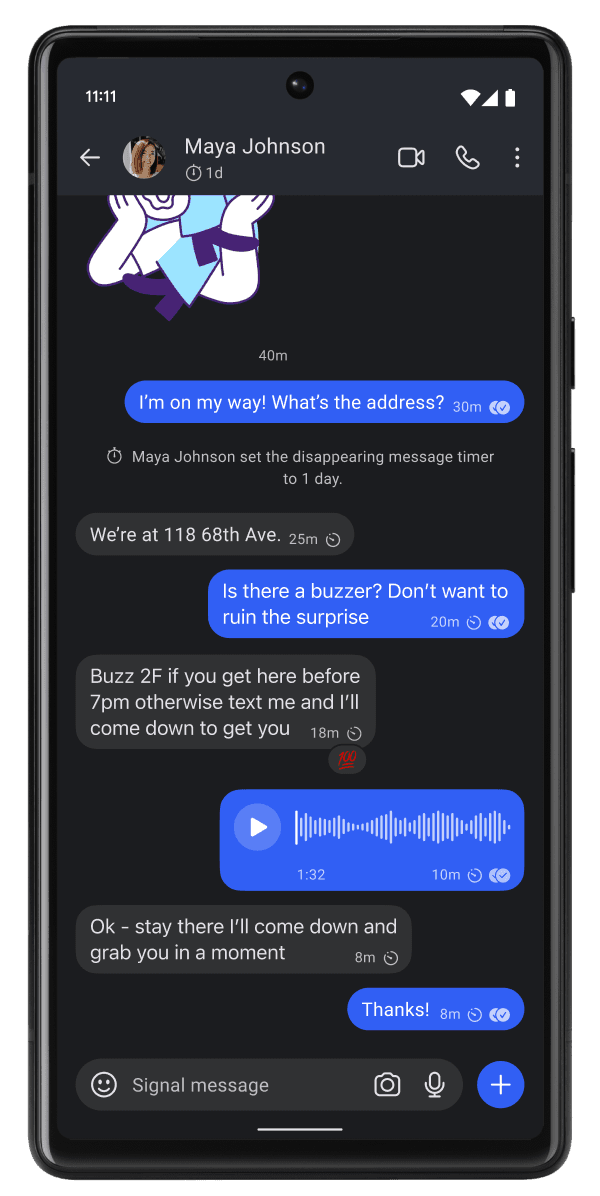 11:11
Maya Johnson
1d
40m
I’m on my way! What’s the address? 30m
Maya Johnson set the disappearing message timer
to 1 day.
We’re at 118 68th Ave. 25m
Is there a buzzer? Don’t want to
ruin the surprise 20m
Buzz 2F if you get here before
7pm otherwise text me and I’ll
come down to get you 18m
💯
1:32 10m
Ok - stay there I’ll come down and
grab you in a moment 8m
Thanks! 8m
Signal message